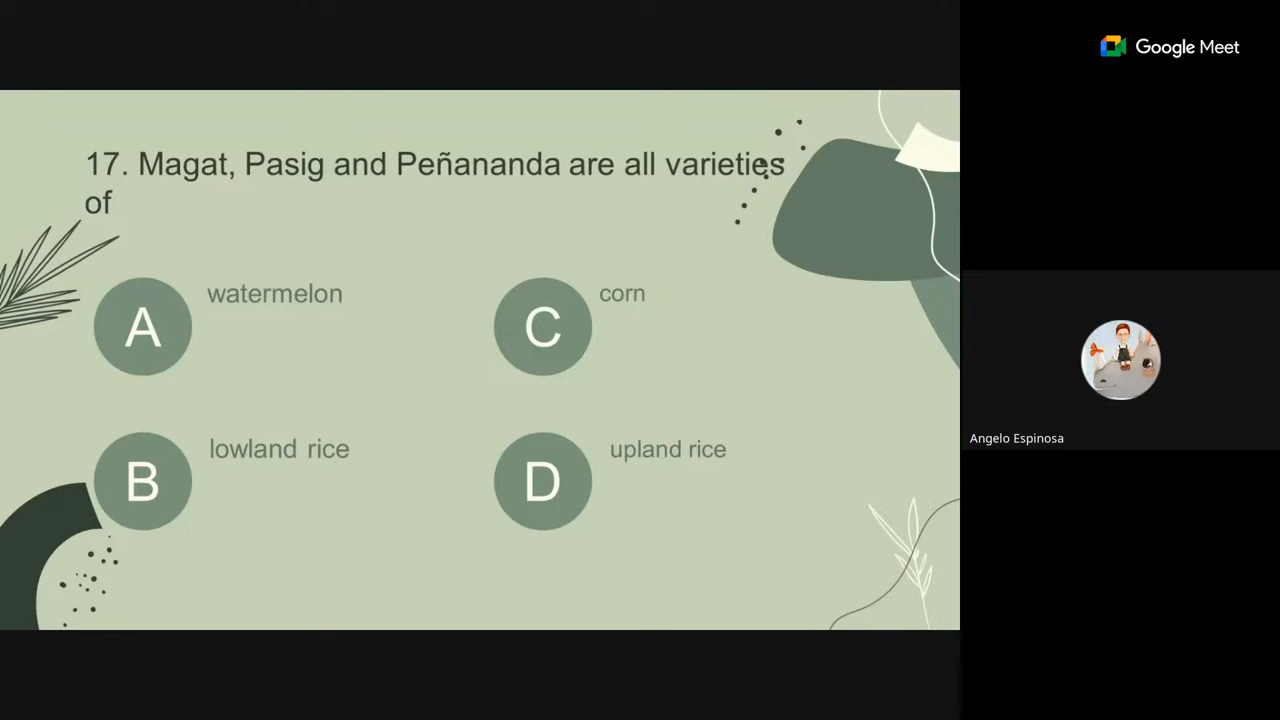 Google Meet
17. Magat, Pasig and Peñananda are all varieties
of
A
watermelon
C
corn
B
lowland rice
D
upland rice
Angelo Espinosa